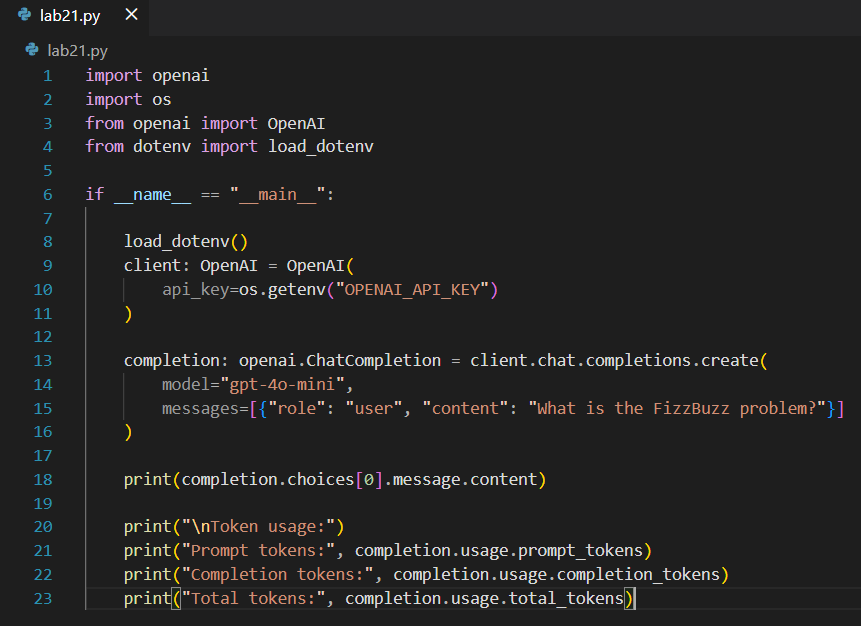 lab21.py ×
lab21.py
1 import openai
2 import os
3 from openai import OpenAI
4 from dotenv import load_dotenv
5
6 if __name__ == "__main__":
7
8     load_dotenv()
9     client: OpenAI = OpenAI(
10         api_key=os.getenv("OPENAI_API_KEY")
11     )
12
13     completion: openai.ChatCompletion = client.chat.completions.create(
14         model="gpt-4o-mini",
15         messages=[{"role": "user", "content": "What is the FizzBuzz problem?"}]
16     )
17
18     print(completion.choices[0].message.content)
19
20     print("\nToken usage:")
21     print("Prompt tokens:", completion.usage.prompt_tokens)
22     print("Completion tokens:", completion.usage.completion_tokens)
23     print("Total tokens:", completion.usage.total_tokens)